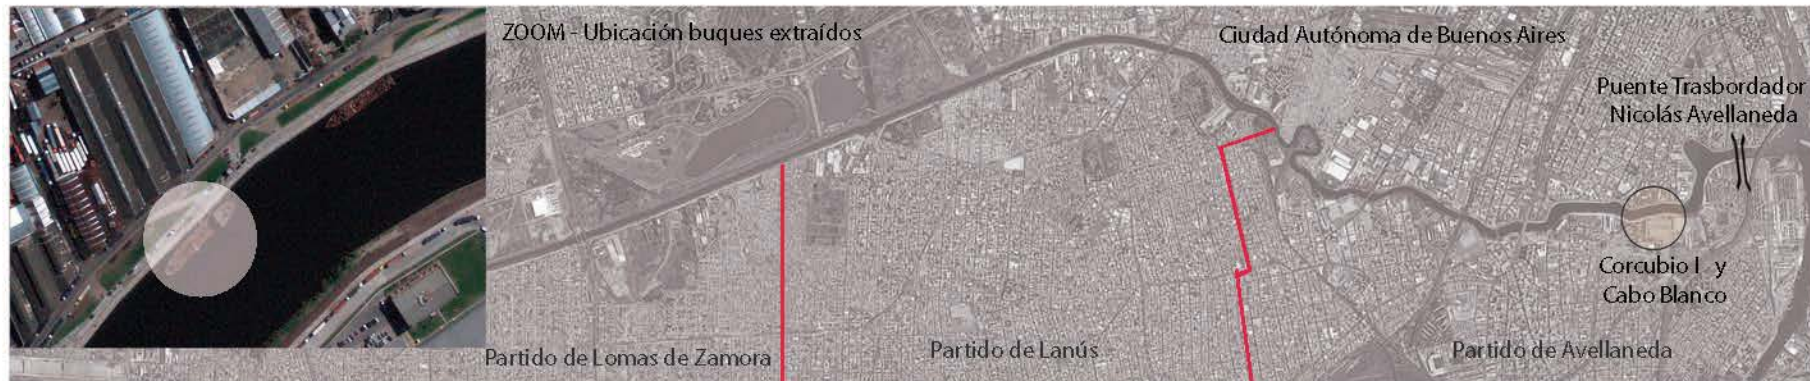 ZOOM - Ubicación buques extraídos
Ciudad Autónoma de Buenos Aires
Puente Trasbordador
Nicolás Avellaneda
Corcubio I y
Cabo Blanco
Partido de Lomas de Zamora
Partido de Lanús
Partido de Avellaneda